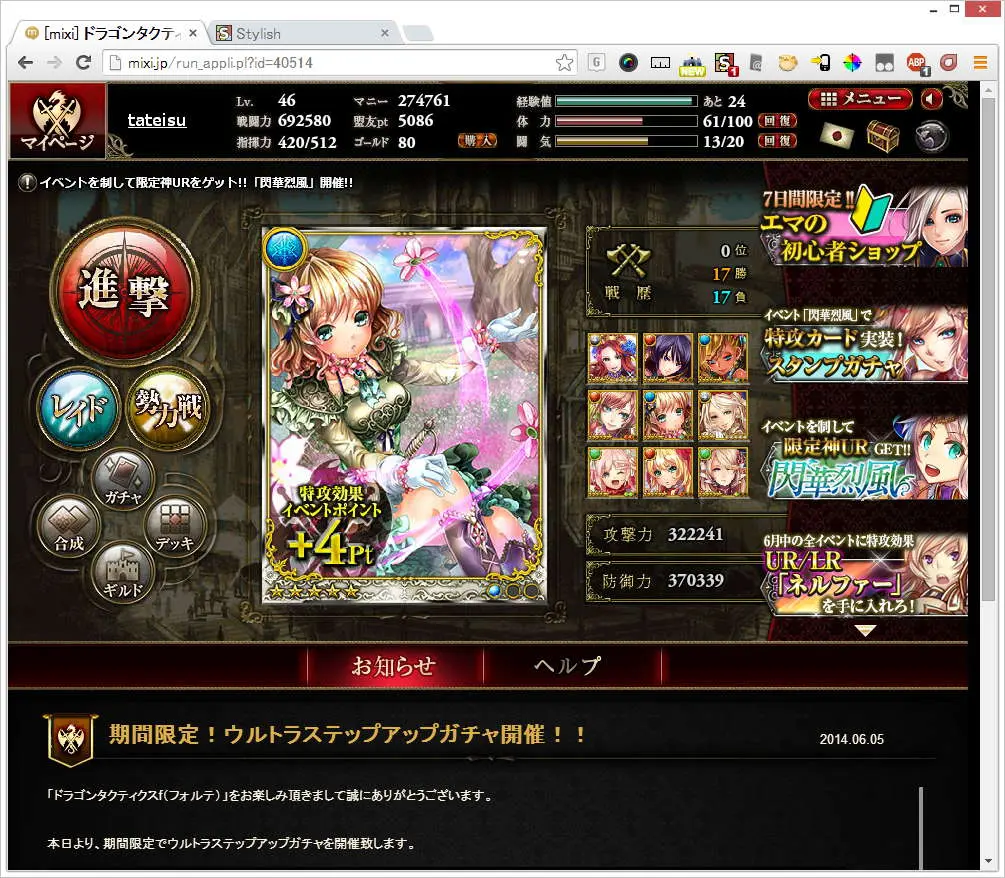 [mixi] ドラゴンタクティ
Stylish
mixi.jp/run_appli.pl?id=40514
NEW
ABP
マイページ
tateisu
Lv. 46
戦闘力 692580
指揮力 420/512
マニー 274761
盟友pt 5086
ゴールド 80
購入
経験値 あと 24
体力 61/100 回復
闘気 13/20 回復
メニュー
イベントを制して限定神URをゲット!!「閃華烈風」開催!!
進撃
レイド
勢力戦
ガチャ
合成
デッキ
ギルド
特攻効果
イベントポイント
+4Pt
戦歴
0 位
17 勝
17 負
攻撃力 322241
防御力 370339
7日間限定!!
エマの
初心者ショップ
イベント「閃華烈風」で
特攻カード実装!
スタンプガチャ
イベントを制して
限定神UR GET!!
閃華烈風
6月中の全イベントに特攻効果
UR/LR
「ネルファー」
を手に入れろ!
お知らせ
ヘルプ
期間限定!ウルトラステップアップガチャ開催!!
2014.06.05
「ドラゴンタクティクスf(フォルテ)」をお楽しみ頂きまして誠にありがとうございます。
本日より、期間限定でウルトラステップアップガチャを開催致します。